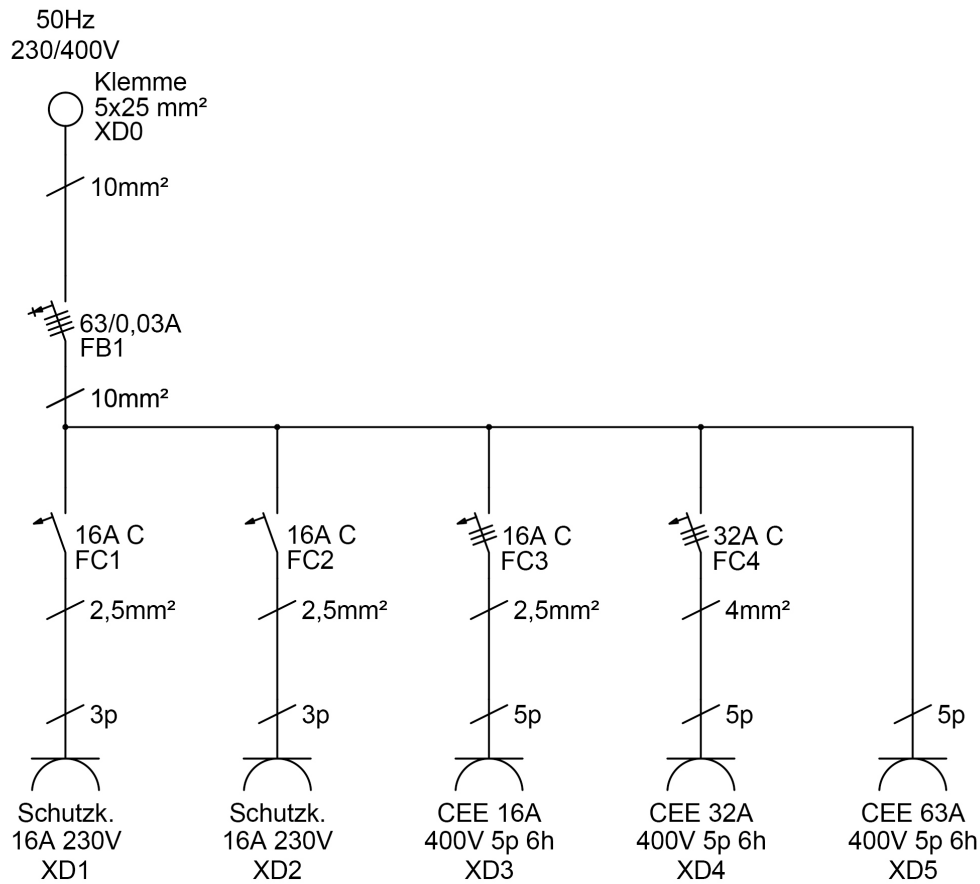 50Hz
230/400V
Klemme
5x25 mm²
XD0
10mm²
63/0,03A
FB1
10mm²
16A C
FC1
16A C
FC2
16A C
FC3
32A C
FC4
2,5mm²
2,5mm²
2,5mm²
4mm²
3p
3p
5p
5p
5p
Schutzk.
16A 230V
XD1
Schutzk.
16A 230V
XD2
CEE 16A
400V 5p 6h
XD3
CEE 32A
400V 5p 6h
XD4
CEE 63A
400V 5p 6h
XD5